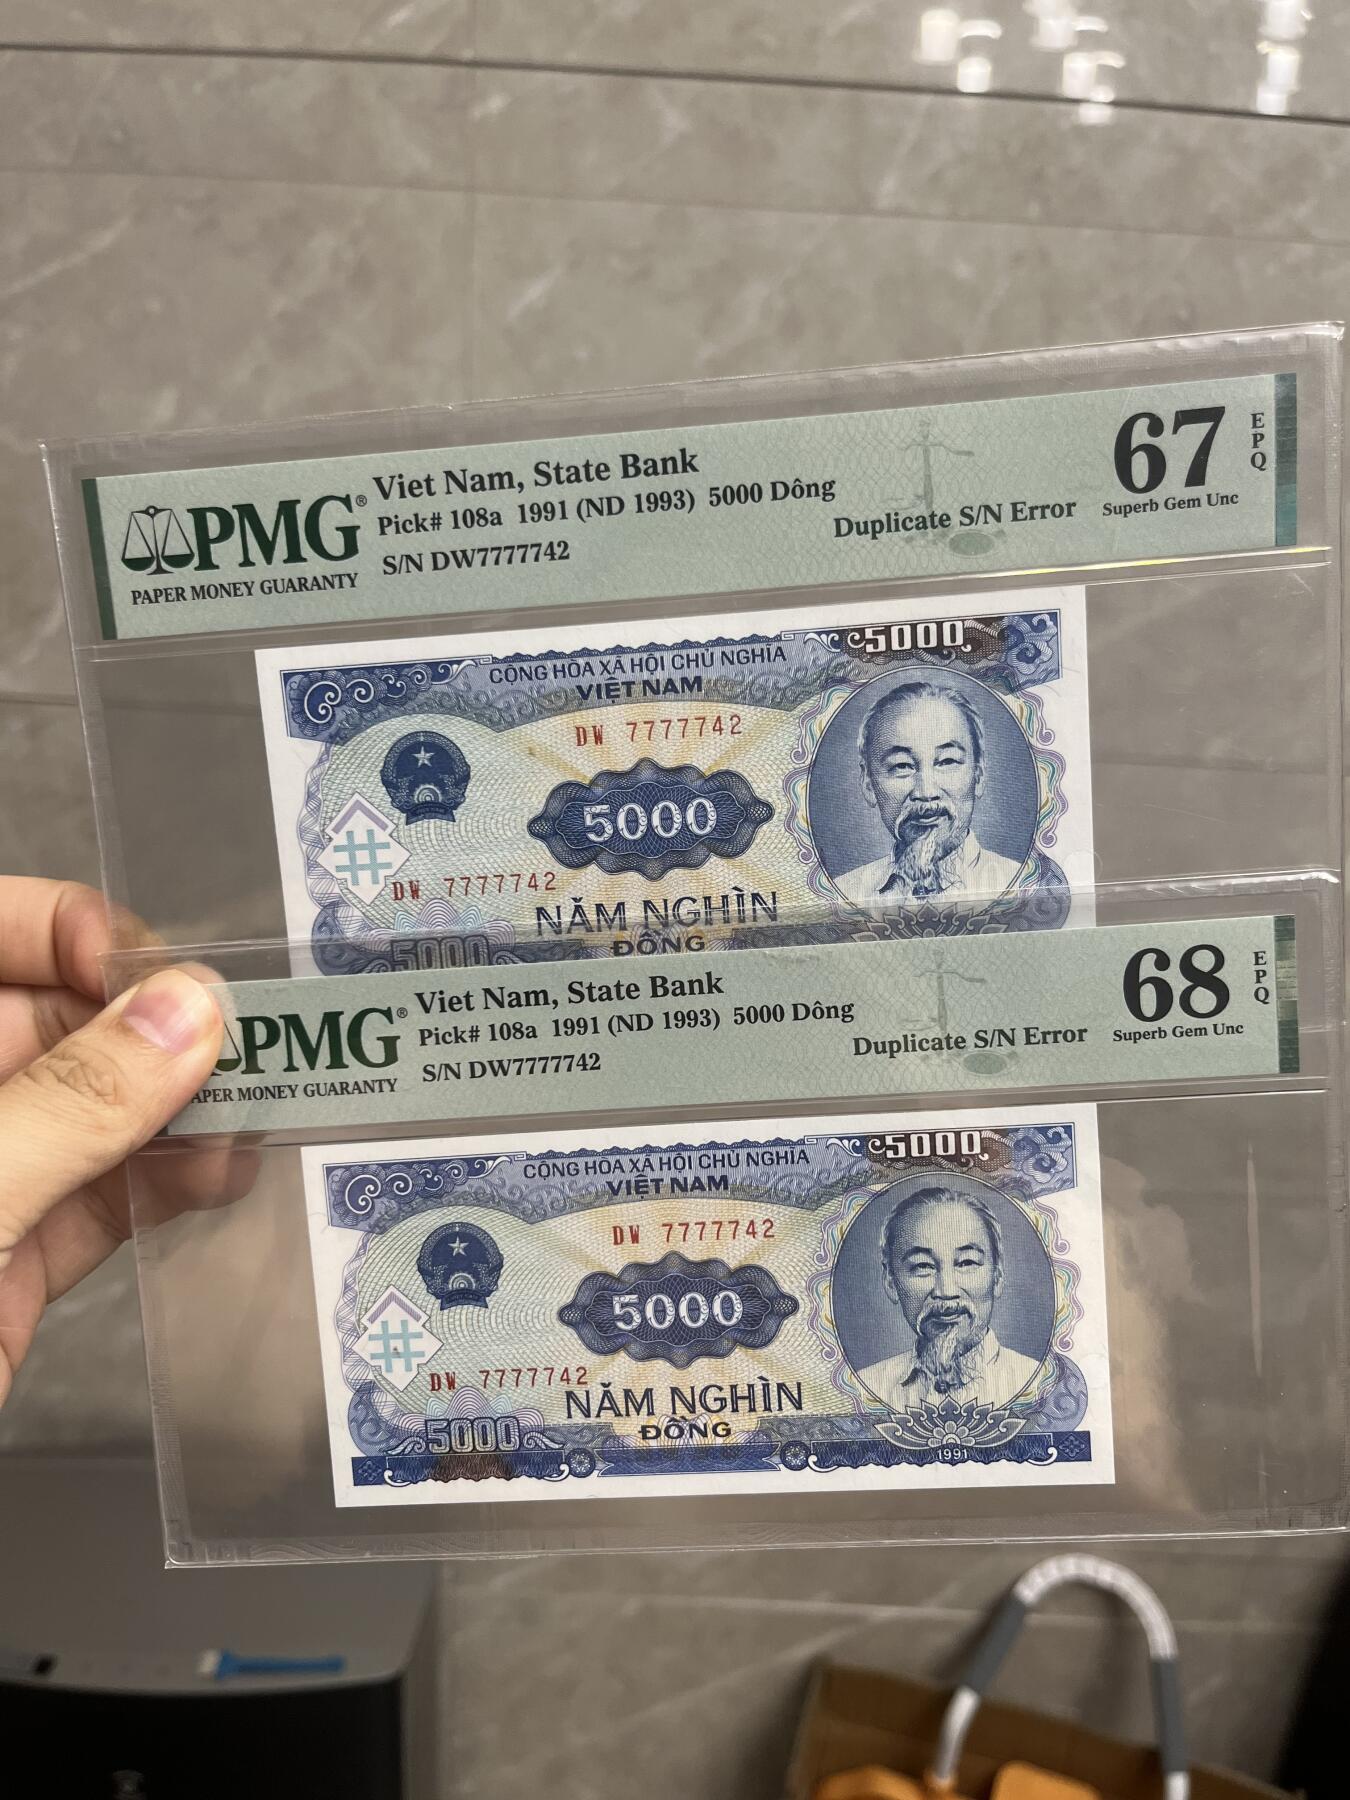 PMG®
PAPER MONEY GUARANTY
Viet Nam, State Bank
Pick# 108a 1991 (ND 1993) 5000 Dông
S/N DW7777742
Duplicate S/N Error
67
Superb Gem Unc
EPQ
CỘNG HÒA XÃ HỘI CHỦ NGHĨA
VIỆT NAM
5000
DW 7777742
5000
DW 7777742
NĂM NGHÌN
ĐỒNG
5000
PMG®
APER MONEY GUARANTY
Viet Nam, State Bank
Pick# 108a 1991 (ND 1993) 5000 Dông
S/N DW7777742
Duplicate S/N Error
68
Superb Gem Unc
EPQ
CỘNG HÒA XÃ HỘI CHỦ NGHĨA
VIỆT NAM
5000
DW 7777742
5000
DW 7777742
NĂM NGHÌN
ĐỒNG
5000
1991